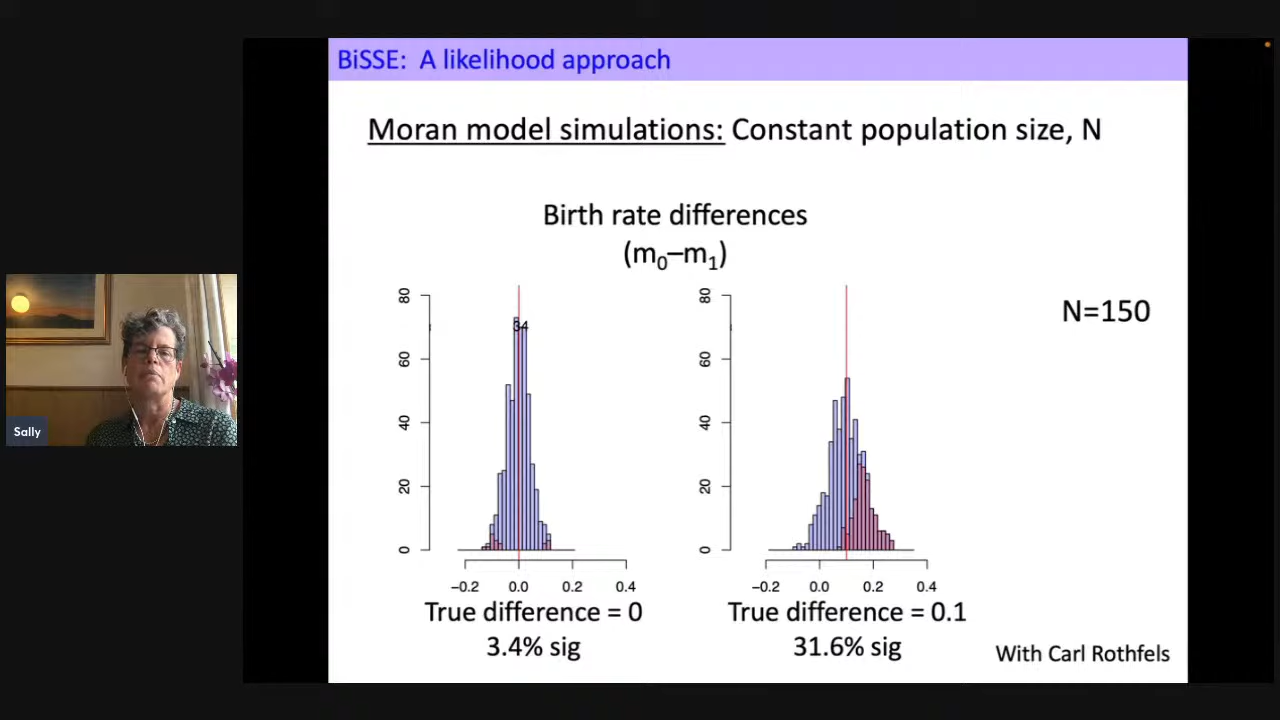 BiSSE: A likelihood approach
Moran model simulations: Constant population size, N
Birth rate differences
(m₀–m₁)
N=150
80
60
40
20
0
34
−0.2 0.0 0.2 0.4
True difference = 0
3.4% sig
80
60
40
20
0
−0.2 0.0 0.2 0.4
True difference = 0.1
31.6% sig
With Carl Rothfels
Sally